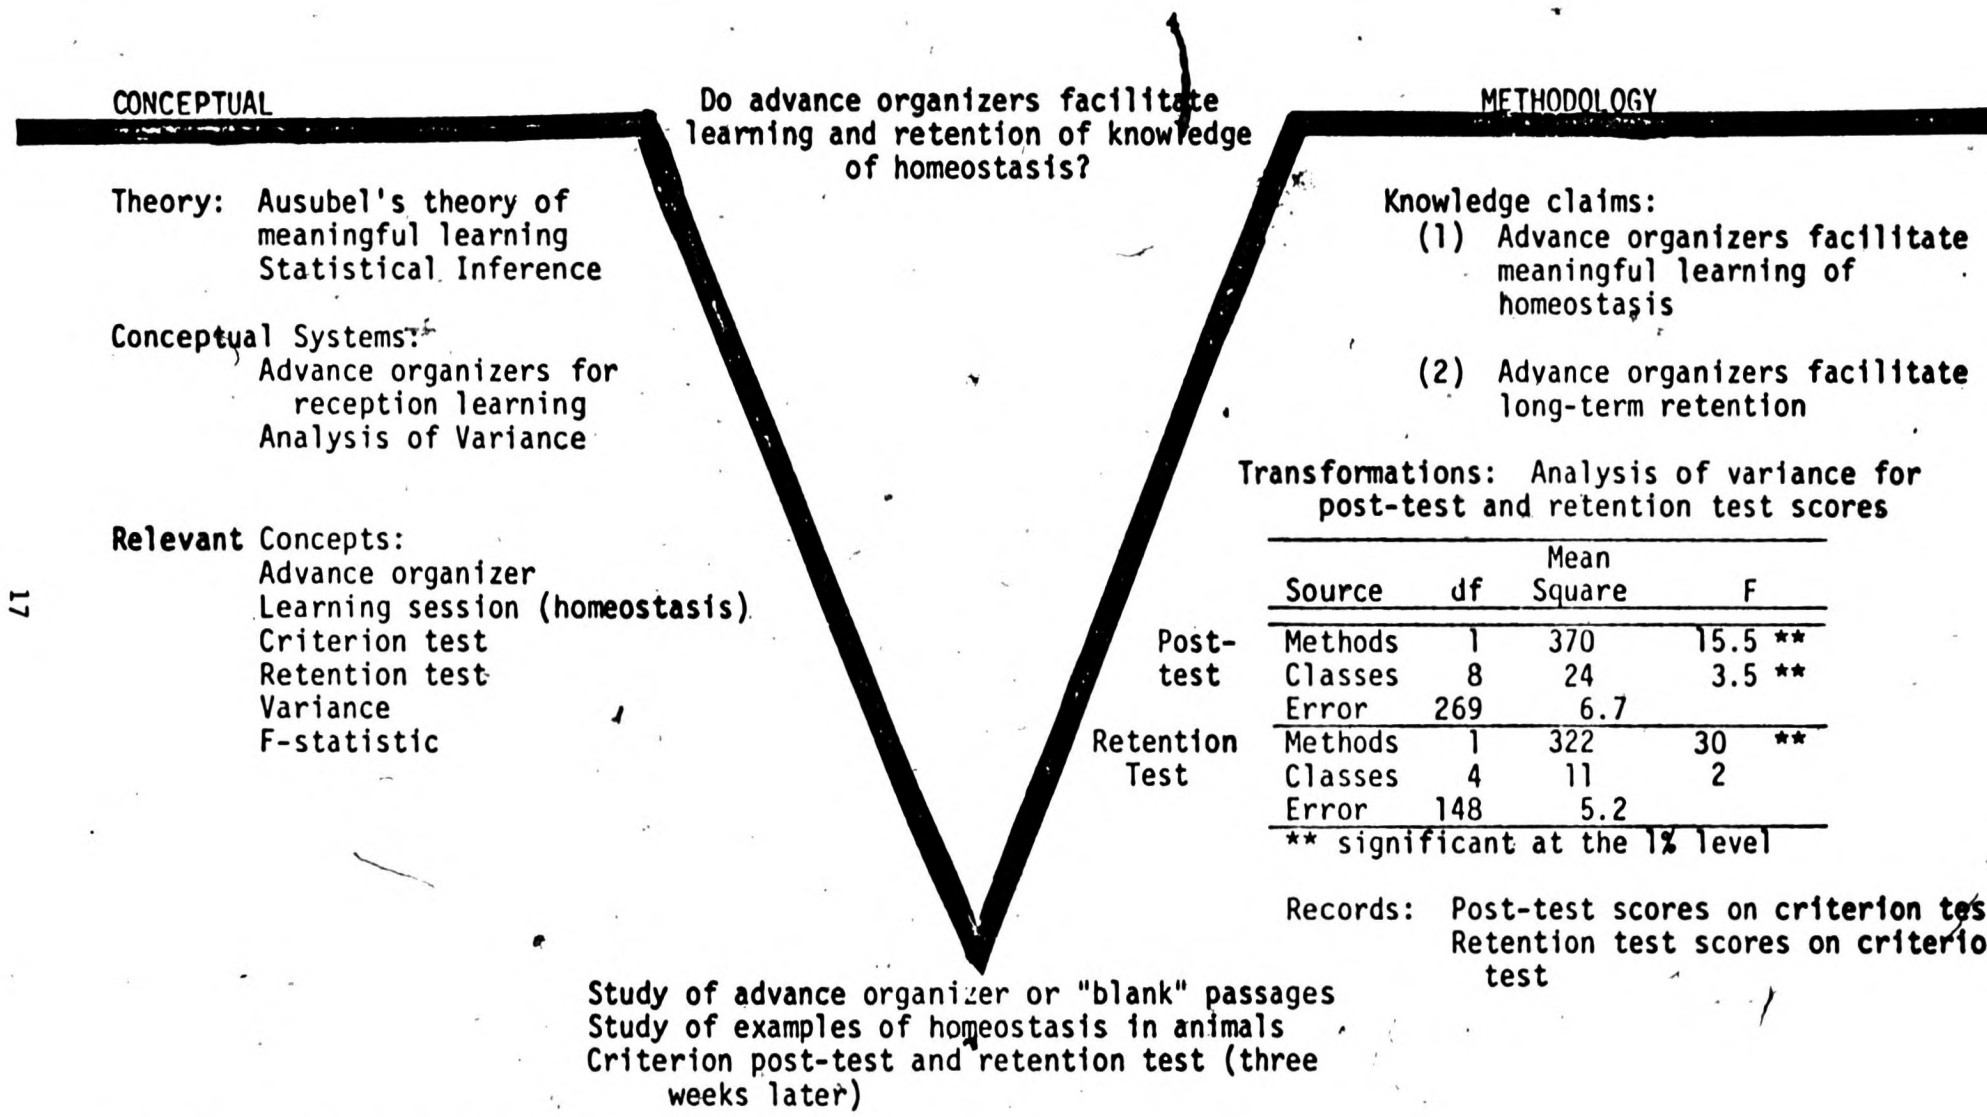 CONCEPTUAL
Do advance organizers facilitate
learning and retention of knowledge
of homeostasis?
METHODOLOGY
Theory: Ausubel's theory of
meaningful learning
Statistical Inference
Conceptual Systems:
Advance organizers for
reception learning
Analysis of Variance
Relevant Concepts:
Advance organizer
Learning session (homeostasis)
Criterion test
Retention test
Variance
F-statistic
17
Knowledge claims:
(1) Advance organizers facilitate
meaningful learning of
homeostasis
(2) Advance organizers facilitate
long-term retention
Transformations: Analysis of variance for
post-test and retention test scores
Mean
Source df Square F
Post- Methods 1 370 15.5 **
test Classes 8 24 3.5 **
Error 269 6.7
Retention Methods 1 322 30 **
Test Classes 4 11 2
Error 148 5.2
** significant at the 1% level
Records: Post-test scores on criterion tes
Retention test scores on criterio
test
Study of advance organizer or "blank" passages
Study of examples of homeostasis in animals
Criterion post-test and retention test (three
weeks later)